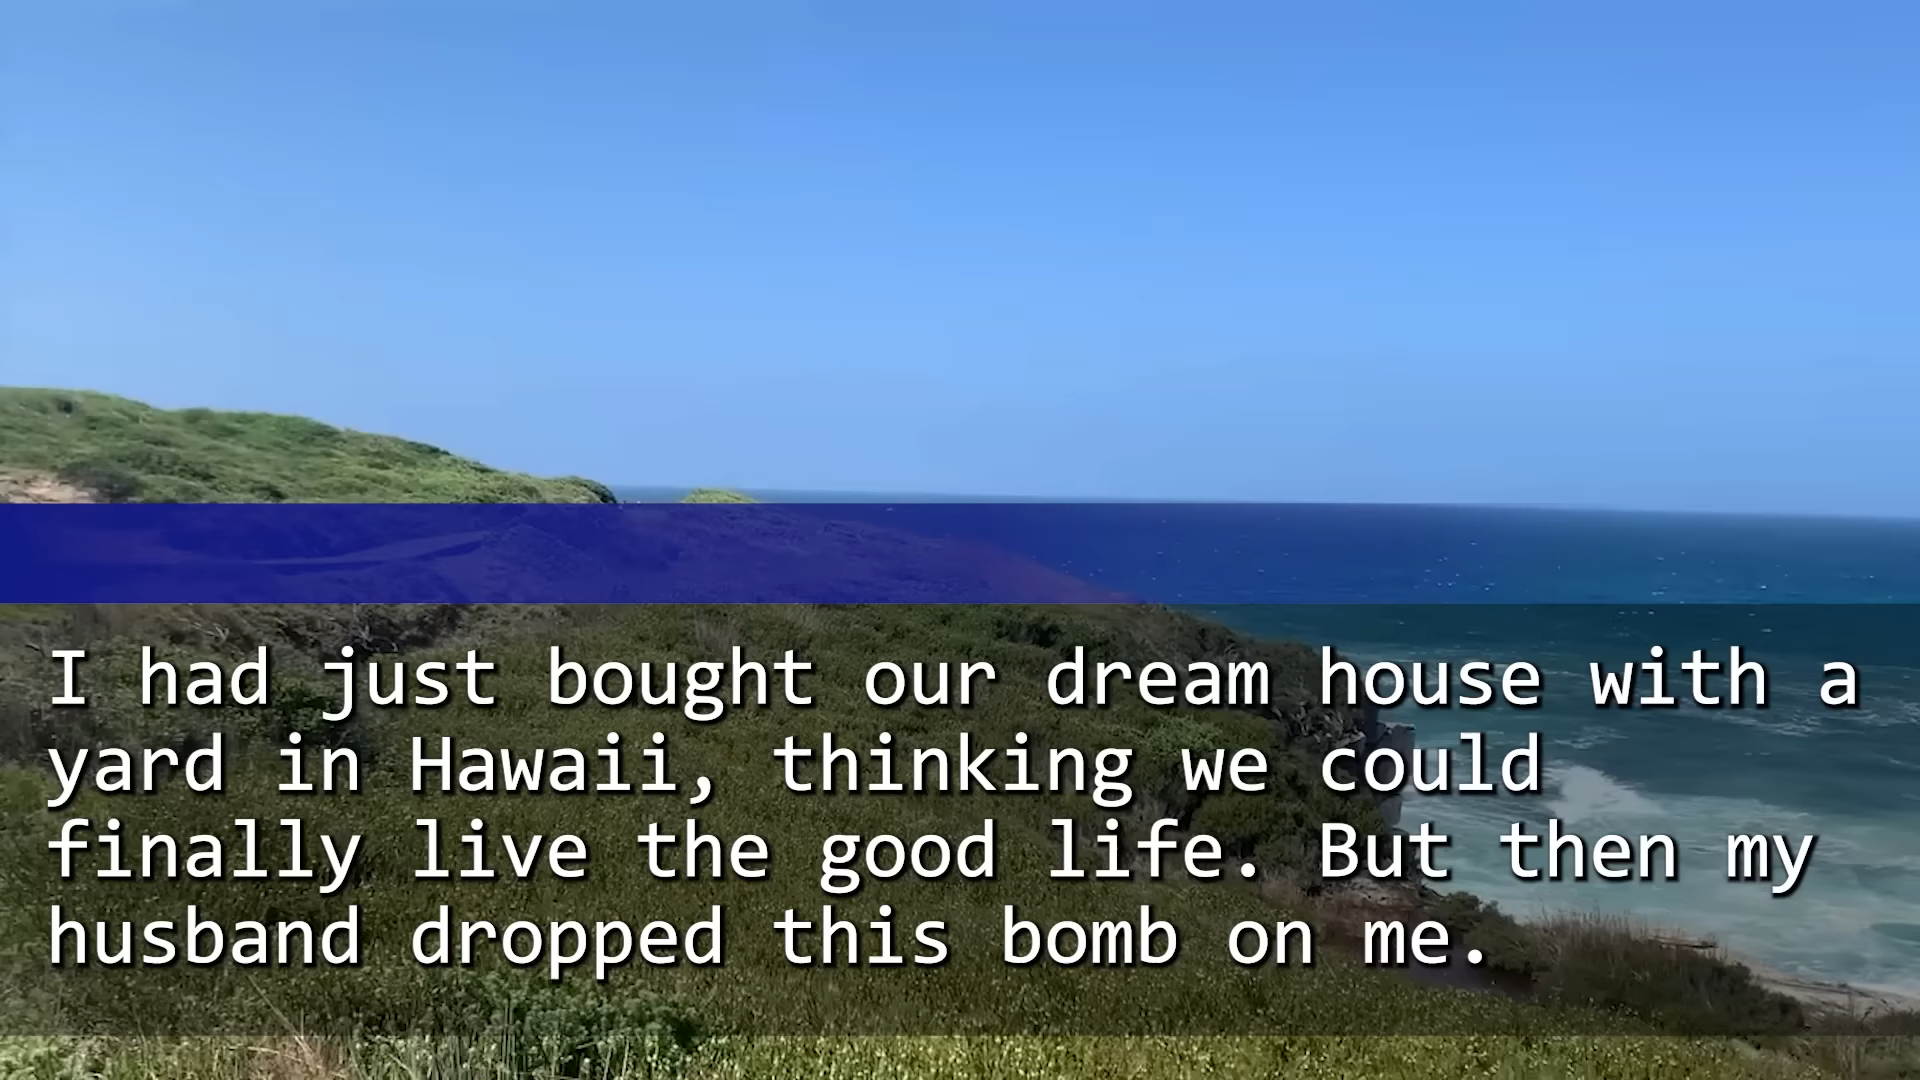 I had just bought our dream house with a
yard in Hawaii, thinking we could
finally live the good life. But then my
husband dropped this bomb on me.